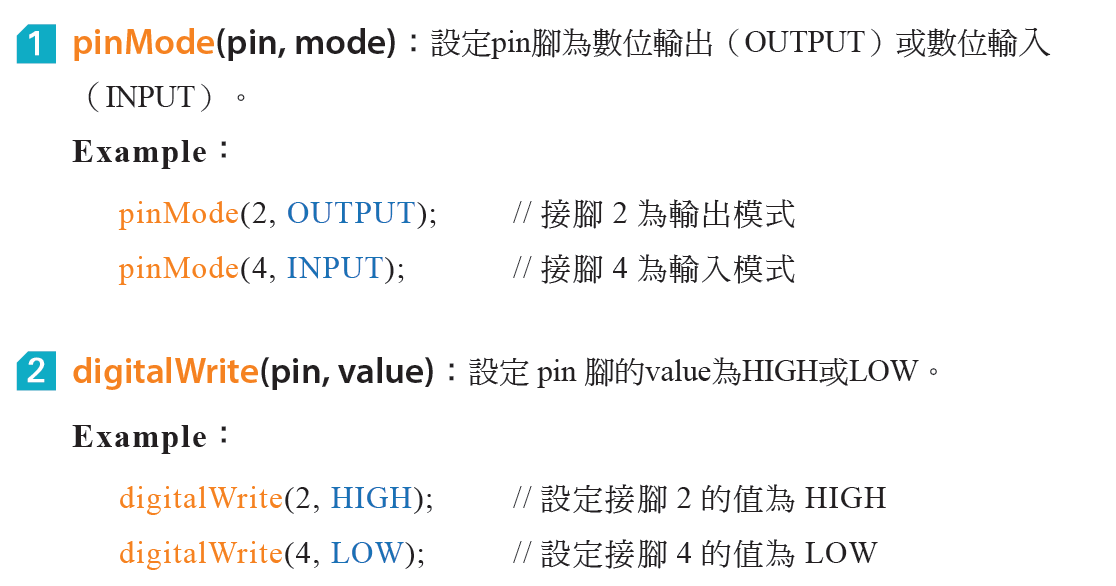 1 pinMode(pin, mode)：設定pin腳為數位輸出（OUTPUT）或數位輸入
（INPUT）。
Example：
pinMode(2, OUTPUT); // 接腳 2 為輸出模式
pinMode(4, INPUT); // 接腳 4 為輸入模式
2 digitalWrite(pin, value)：設定 pin 腳的value為HIGH或LOW。
Example：
digitalWrite(2, HIGH); // 設定接腳 2 的值為 HIGH
digitalWrite(4, LOW); // 設定接腳 4 的值為 LOW